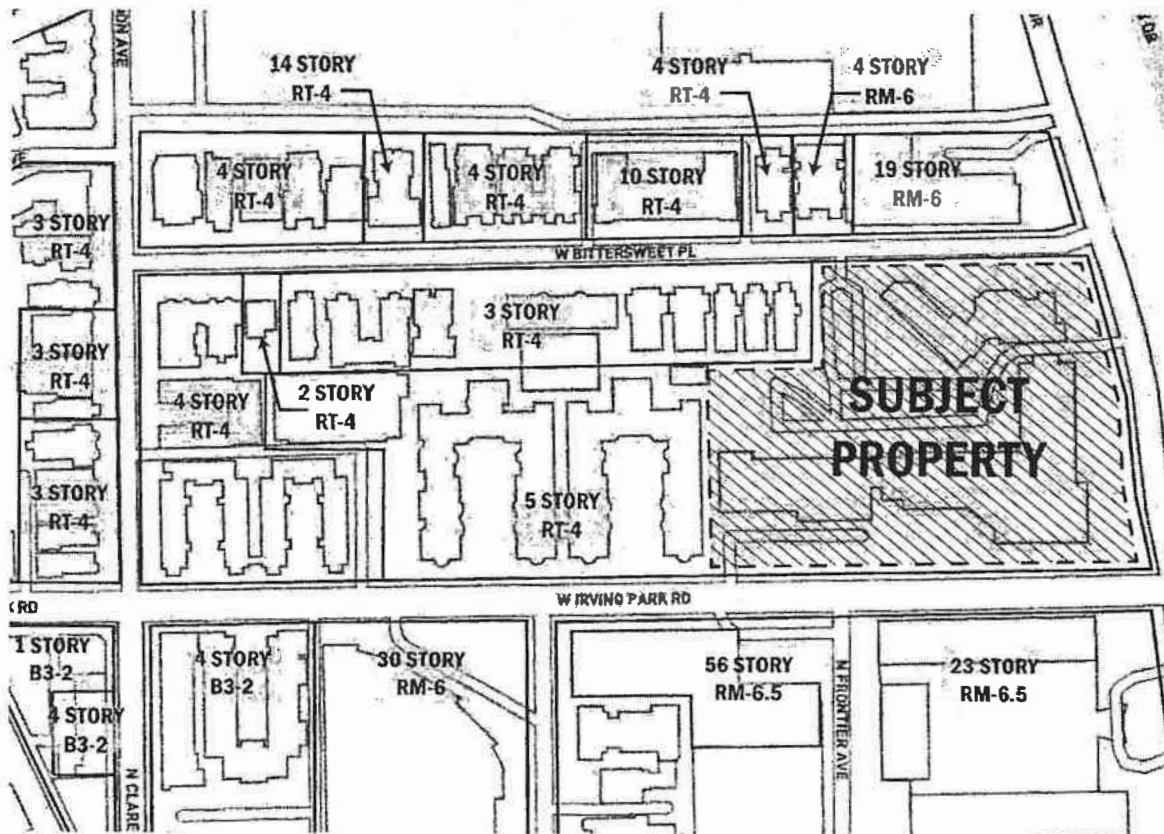 ON AVE
14 STORY
RT-4
4 STORY
RT-4
4 STORY
RM-6
4 STORY
RT-4
4 STORY
RT-4
10 STORY
RT-4
19 STORY
RM-6
3 STORY
RT-4
W BITTERSWEET PL
3 STORY
RT-4
3 STORY
RT-4
2 STORY
RT-4
4 STORY
RT-4
SUBJECT
PROPERTY
3 STORY
RT-4
5 STORY
RT-4
K RD
W IRVING PARK RD
1 STORY
B3-2
4 STORY
B3-2
30 STORY
RM-6
56 STORY
RM-6.5
23 STORY
RM-6.5
4 STORY
B3-2
N CLARE
N FRONTIER AVE